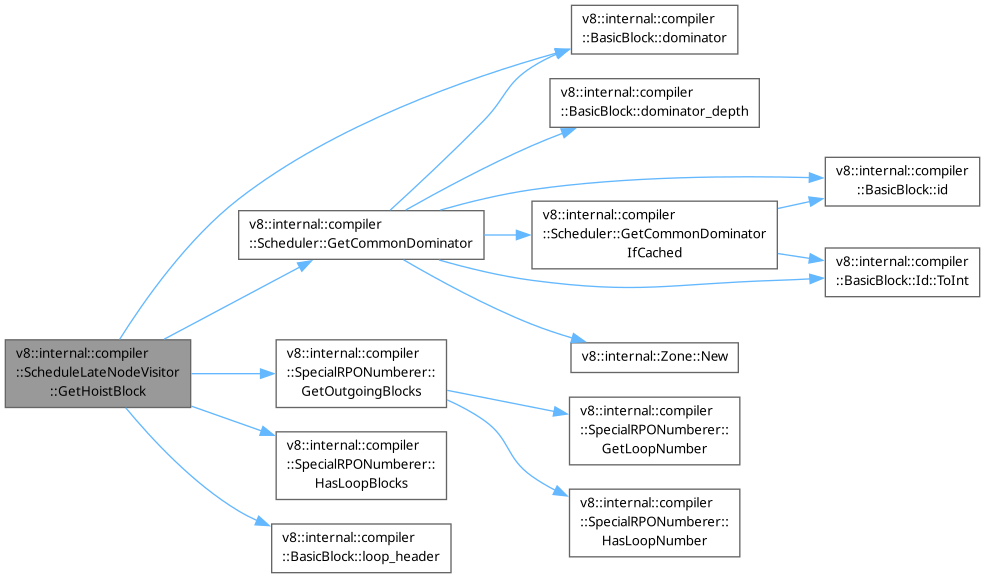 v8::internal::compiler
::BasicBlock::dominator
v8::internal::compiler
::BasicBlock::dominator_depth
v8::internal::compiler
::BasicBlock::id
v8::internal::compiler
::Scheduler::GetCommonDominator
IfCached
v8::internal::compiler
::Scheduler::GetCommonDominator
v8::internal::compiler
::BasicBlock::Id::ToInt
v8::internal::Zone::New
v8::internal::compiler
::ScheduleLateNodeVisitor
::GetHoistBlock
v8::internal::compiler
::SpecialRPONumberer::
GetOutgoingBlocks
v8::internal::compiler
::SpecialRPONumberer::
GetLoopNumber
v8::internal::compiler
::SpecialRPONumberer::
HasLoopBlocks
v8::internal::compiler
::SpecialRPONumberer::
HasLoopNumber
v8::internal::compiler
::BasicBlock::loop_header